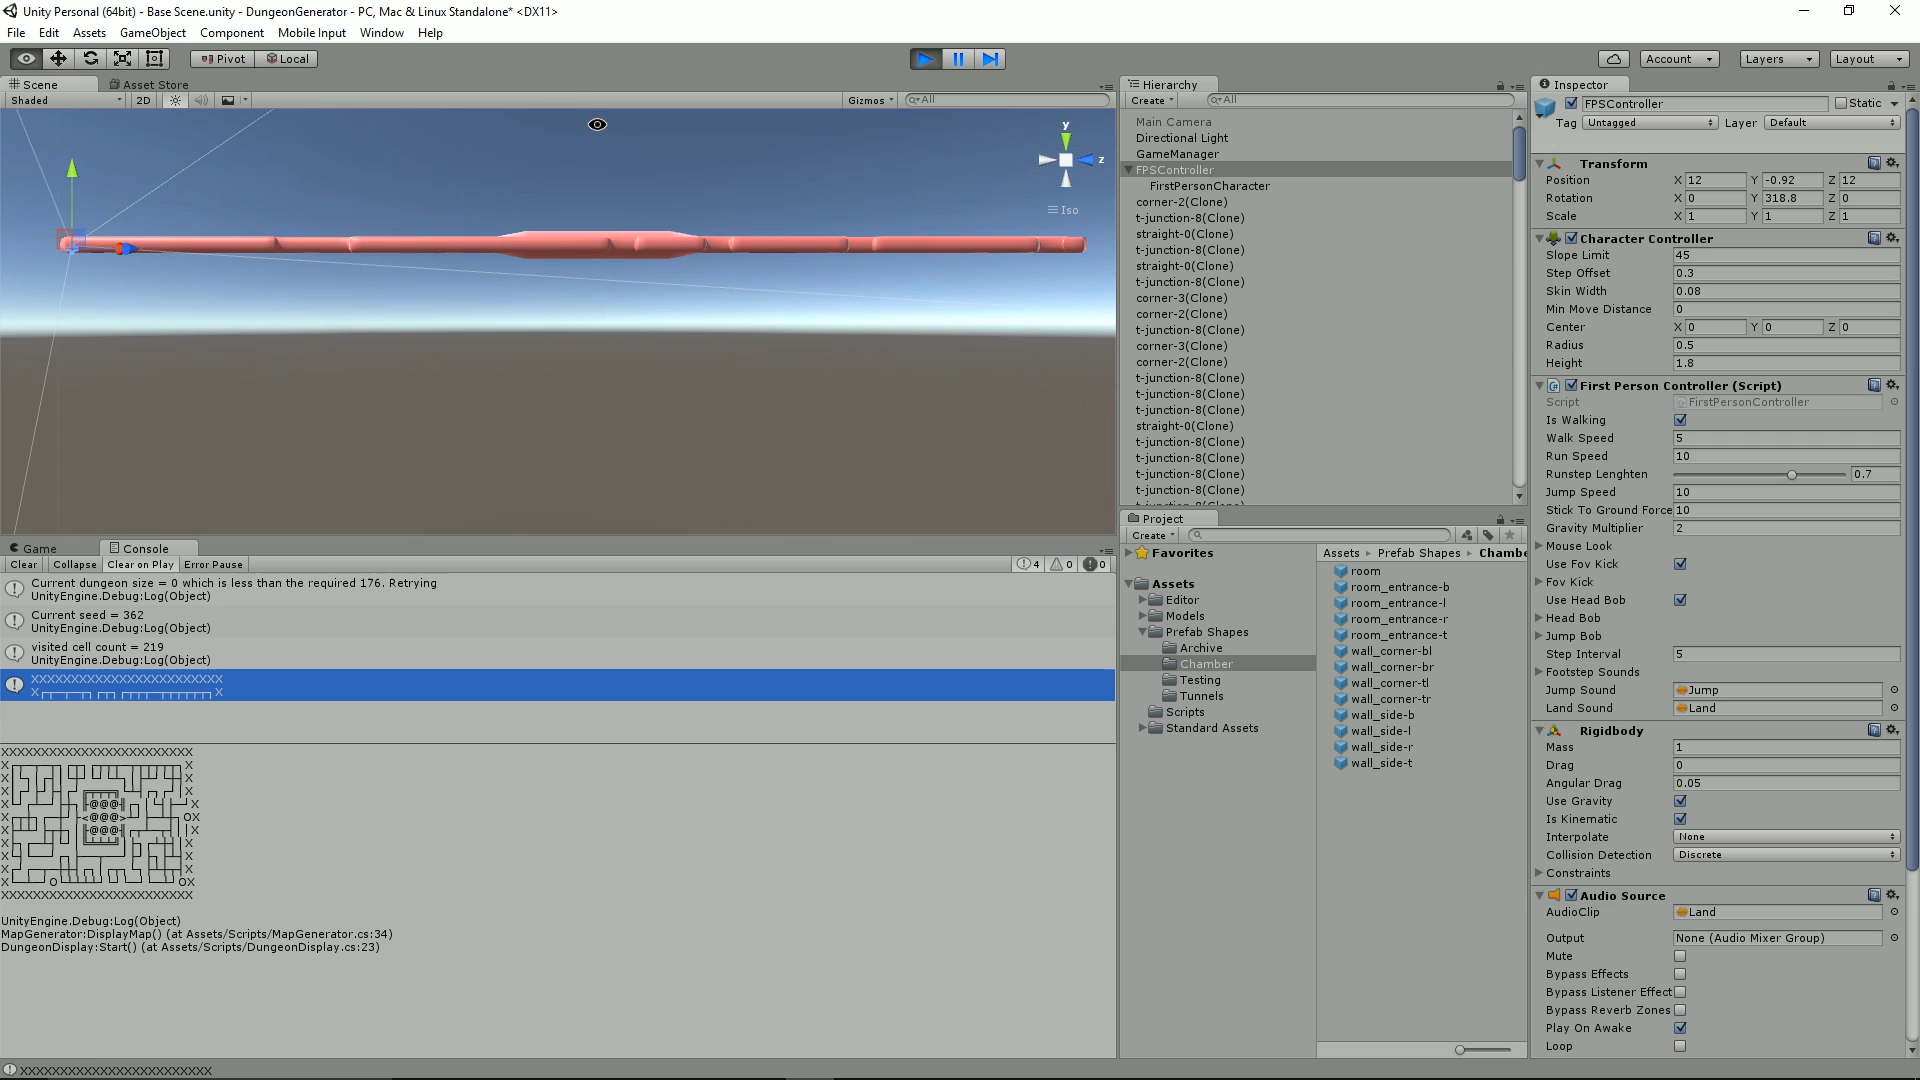 Unity Personal (64bit) - Base Scene.unity - DungeonGenerator - PC, Mac & Linux Standalone* <DX11>
File Edit Assets GameObject Component Mobile Input Window Help
Pivot Local
Account Layers Layout
Scene Asset Store
Shaded 2D Gizmos All
y
z
Iso
Game Console
Clear Collapse Clear on Play Error Pause 4 0 0
Current dungeon size = 0 which is less than the required 176. Retrying
UnityEngine.Debug:Log(Object)
Current seed = 362
UnityEngine.Debug:Log(Object)
visited cell count = 219
UnityEngine.Debug:Log(Object)
XXXXXXXXXXXXXXXXXXXXXXXX
XXXXXXXXXXXXXXXXXXXXXXXX
UnityEngine.Debug:Log(Object)
MapGenerator:DisplayMap() (at Assets/Scripts/MapGenerator.cs:34)
DungeonDisplay:Start() (at Assets/Scripts/DungeonDisplay.cs:23)
XXXXXXXXXXXXXXXXXXXXXXXX
Hierarchy
Create All
Main Camera
Directional Light
GameManager
FPSController
FirstPersonCharacter
corner-2(Clone)
t-junction-8(Clone)
straight-0(Clone)
t-junction-8(Clone)
straight-0(Clone)
t-junction-8(Clone)
corner-3(Clone)
corner-2(Clone)
t-junction-8(Clone)
corner-3(Clone)
corner-2(Clone)
t-junction-8(Clone)
t-junction-8(Clone)
t-junction-8(Clone)
straight-0(Clone)
t-junction-8(Clone)
t-junction-8(Clone)
t-junction-8(Clone)
t-junction-8(Clone)
Project
Create
Favorites
Assets
Editor
Models
Prefab Shapes
Archive
Chamber
Testing
Tunnels
Scripts
Standard Assets
Assets Prefab Shapes Chambe
room
room_entrance-b
room_entrance-l
room_entrance-r
room_entrance-t
wall_corner-bl
wall_corner-br
wall_corner-tl
wall_corner-tr
wall_side-b
wall_side-l
wall_side-r
wall_side-t
Inspector
FPSController Static
Tag Untagged Layer Default
Transform
Position X 12 Y -0.92 Z 12
Rotation X 0 Y 318.8 Z 0
Scale X 1 Y 1 Z 1
Character Controller
Slope Limit 45
Step Offset 0.3
Skin Width 0.08
Min Move Distance 0
Center X 0 Y 0 Z 0
Radius 0.5
Height 1.8
First Person Controller (Script)
Script FirstPersonController
Is Walking
Walk Speed 5
Run Speed 10
Runstep Lenghten 0.7
Jump Speed 10
Stick To Ground Force 10
Gravity Multiplier 2
Mouse Look
Use Fov Kick
Fov Kick
Use Head Bob
Head Bob
Jump Bob
Step Interval 5
Footstep Sounds
Jump Sound Jump
Land Sound Land
Rigidbody
Mass 1
Drag 0
Angular Drag 0.05
Use Gravity
Is Kinematic
Interpolate None
Collision Detection Discrete
Constraints
Audio Source
AudioClip Land
Output None (Audio Mixer Group)
Mute
Bypass Effects
Bypass Listener Effect
Bypass Reverb Zones
Play On Awake
Loop